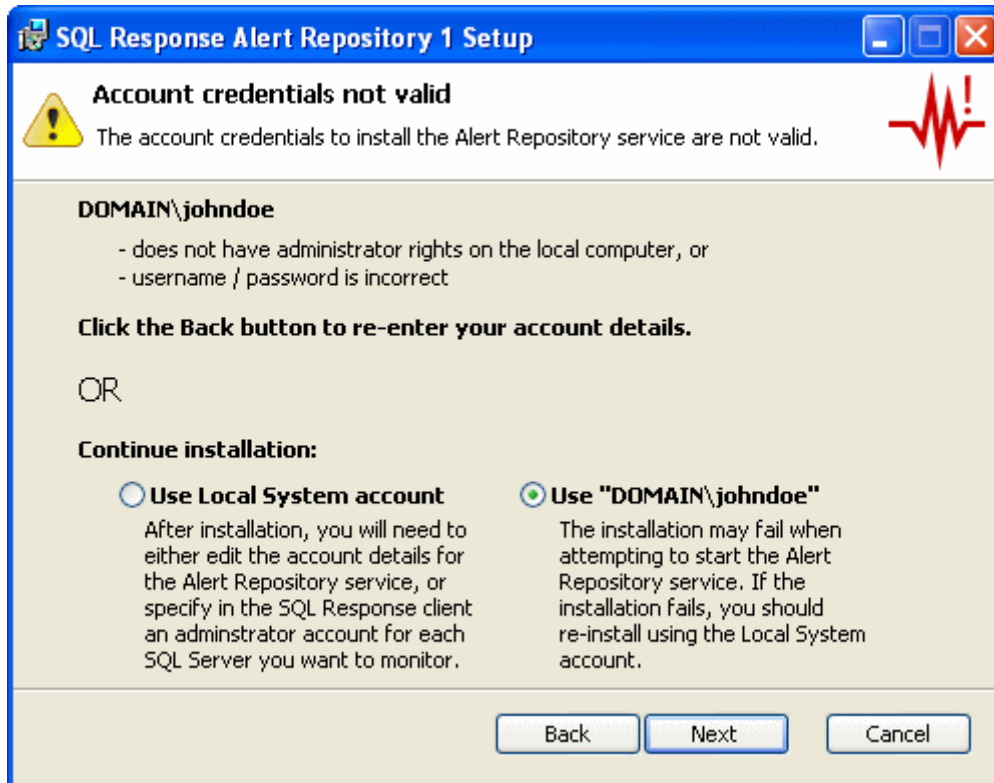 SQL Response Alert Repository 1 Setup
Account credentials not valid
The account credentials to install the Alert Repository service are not valid.
DOMAIN\johndoe
- does not have administrator rights on the local computer, or
- username / password is incorrect
Click the Back button to re-enter your account details.
OR
Continue installation:
Use Local System account
After installation, you will need to
either edit the account details for
the Alert Repository service, or
specify in the SQL Response client
an adminstrator account for each
SQL Server you want to monitor.
Use "DOMAIN\johndoe"
The installation may fail when
attempting to start the Alert
Repository service. If the
installation fails, you should
re-install using the Local System
account.
Back
Next
Cancel